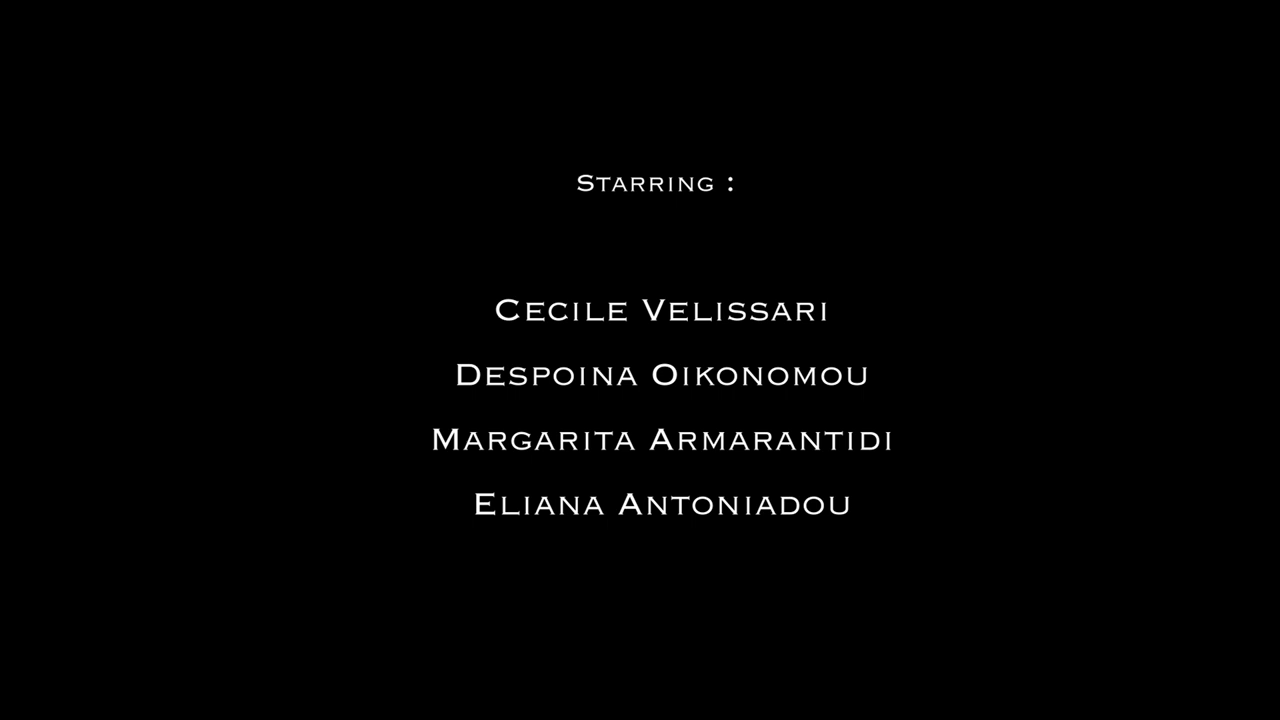 Starring :
Cecile Velissari
Despoina Oikonomou
Margarita Armarantidi
Eliana Antoniadou